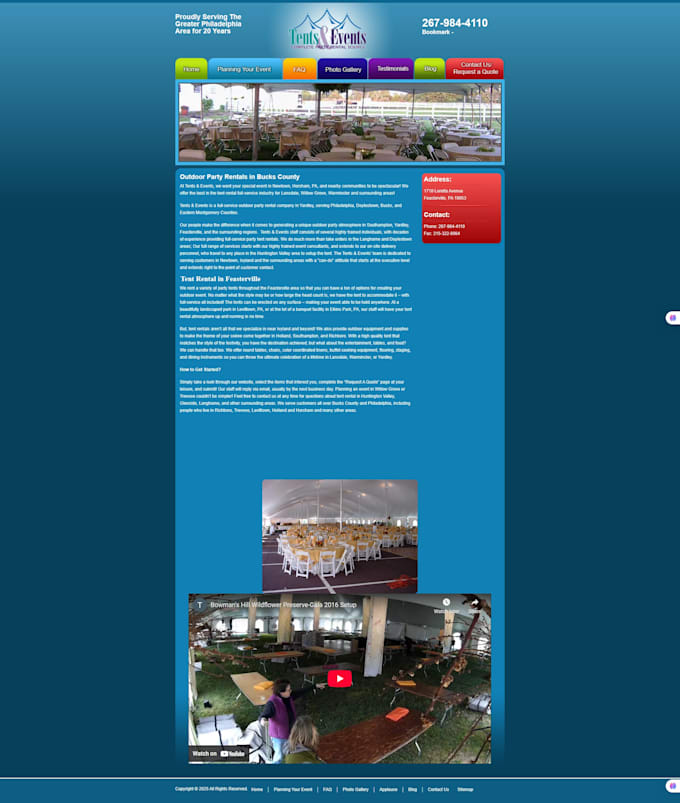 Proudly Serving The
Greater Philadelphia
Area for 20 Years
Tents & Events
COMPLETE PARTY RENTAL SOURCE
267-984-4110
Bookmark -
Home
Planning Your Event
FAQ
Photo Gallery
Testimonials
Blog
Contact Us
Request a Quote
Outdoor Party Rentals in Bucks County
At Tents & Events, we want your special event in Newtown, Horsham, PA, and nearby communities to be spectacular! We
offer the best in the tent rental full-service industry for Lansdale, Willow Grove, Warminster and surrounding areas!
Tents & Events is a full-service outdoor party rental company in Yardley, serving Philadelphia, Doylestown, Bucks, and
Eastern Montgomery Counties.
Our people make the difference when it comes to generating a unique outdoor party atmosphere in Southampton, Yardley,
Feasterville, and the surrounding regions. Tents & Events staff consists of several highly trained individuals, with decades
of experience providing full-service party tent rentals. We do much more than take orders in the Langhorne and Doylestown
areas; Our full range of services starts with our highly trained event consultants, and extends to our on-site delivery
personnel, who travel to any place in the Huntingdon Valley area to setup the tent. The Tents & Events' team is dedicated to
serving customers in Newtown, Ivyland and the surrounding areas with a "can-do" attitude that starts at the executive level
and extends right to the point of customer contact.
Tent Rental in Feasterville
We rent a variety of party tents throughout the Feasterville area so that you can have a ton of options for creating your
outdoor event. No matter what the style may be or how large the head count is, we have the tent to accommodate it – with
full-service all included! The tents can be erected on any surface – making your event able to be held anywhere. At a
beautifully landscaped park in Levittown, PA, or at the lot of a banquet facility in Elkins Park, PA, our staff will have your tent
rental atmosphere up and running in no time.
But, tent rentals aren't all that we specialize in near Ivyland and beyond! We also provide outdoor equipment and supplies
to make the theme of your soiree come together in Holland, Southampton, and Richboro. With a high quality tent that
matches the style of the festivity, you have the destination achieved; but what about the entertainment, tables, and food?
We can handle that too. We offer round tables, chairs, color coordinated linens, buffet cooking equipment, flooring, staging,
and dining instruments so you can throw the ultimate celebration of a lifetime in Lansdale, Warminster, or Yardley.
How to Get Started?
Simply take a look through our website, select the items that interest you, complete the "Request A Quote" page at your
leisure, and submit! Our staff will reply via email, usually by the next business day. Planning an event in Willow Grove or
Trevose couldn't be simpler! Feel free to contact us at any time for questions about tent rental in Huntingdon Valley,
Glenside, Langhorne, and other surrounding areas. We serve customers all over Bucks County and Philadelphia, including
people who live in Richboro, Trevose, Levittown, Holland and Horsham and many other areas.
Address:
1710 Loretta Avenue
Feasterville, PA 19053
Contact:
Phone: 267-984-4110
Fax: 215-322-8964
T
Bowman's Hill Wildflower Preserve-Gala 2016 Setup
Watch later
Share
Watch on YouTube
Copyright © 2025 All Rights Reserved. Home | Planning Your Event | FAQ | Photo Gallery | Applause | Blog | Contact Us Sitemap